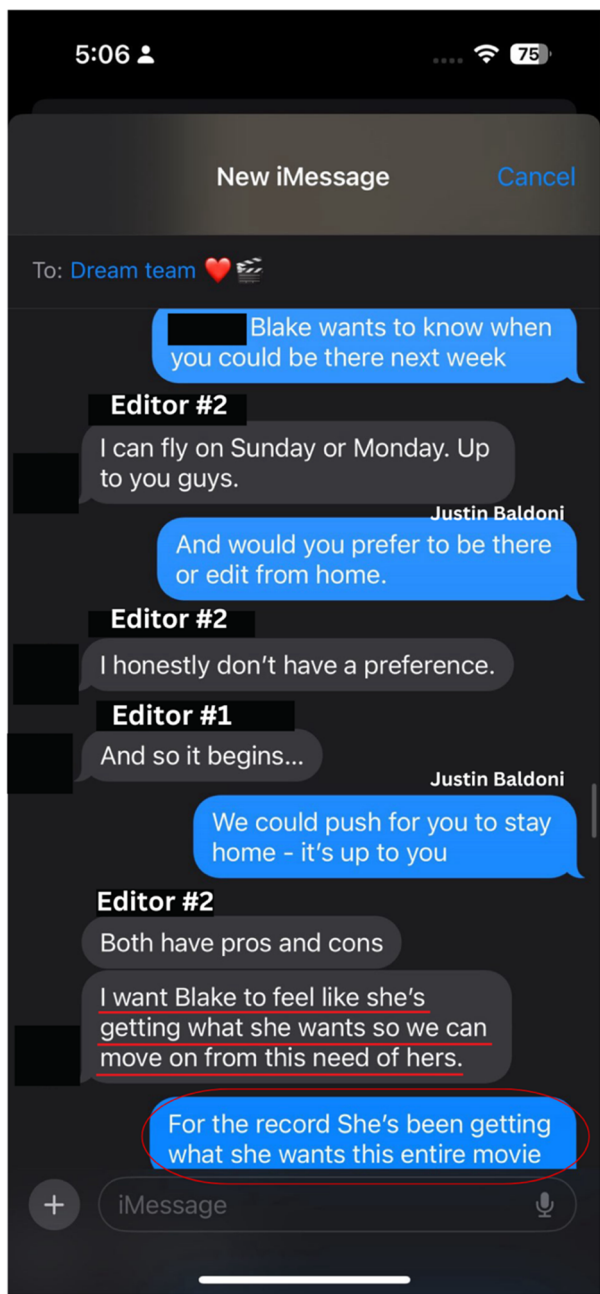 5:06
75
New iMessage
Cancel
To: Dream team
Blake wants to know when
you could be there next week
Editor #2
I can fly on Sunday or Monday. Up
to you guys.
Justin Baldoni
And would you prefer to be there
or edit from home.
Editor #2
I honestly don't have a preference.
Editor #1
And so it begins...
Justin Baldoni
We could push for you to stay
home - it's up to you
Editor #2
Both have pros and cons
I want Blake to feel like she's
getting what she wants so we can
move on from this need of hers.
For the record She's been getting
what she wants this entire movie
iMessage